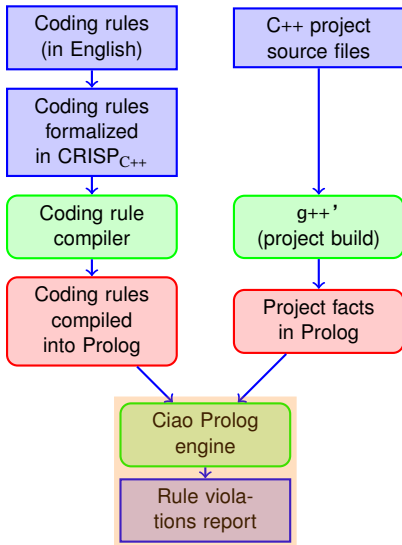 Coding rules
(in English)
C++ project
source files
Coding rules
formalized
in CRISP_C++
Coding rule
compiler
g++'
(project build)
Coding rules
compiled
into Prolog
Project facts
in Prolog
Ciao Prolog
engine
Rule viola-
tions report